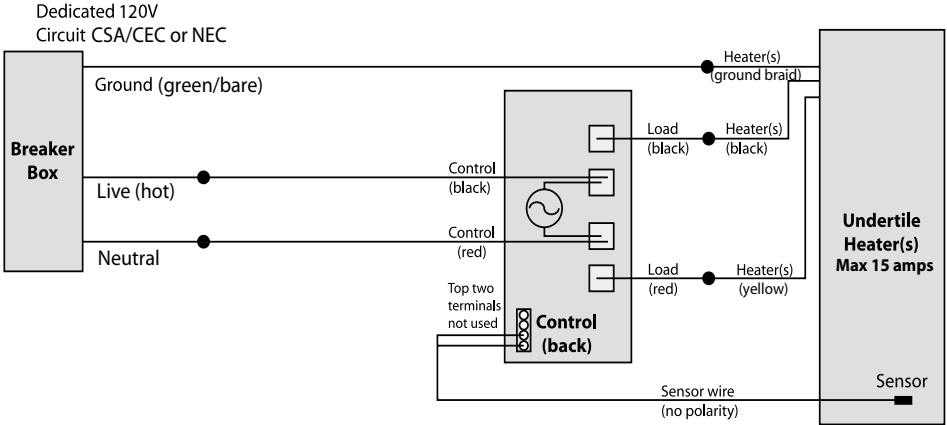 Dedicated 120V
Circuit CSA/CEC or NEC
Breaker
Box
Ground (green/bare)
Live (hot)
Neutral
Control
(black)
Control
(red)
Top two
terminals
not used
Control
(back)
Load
(black)
Heater(s)
(black)
Load
(red)
Heater(s)
(yellow)
Heater(s)
(ground braid)
Undertile
Heater(s)
Max 15 amps
Sensor wire
(no polarity)
Sensor